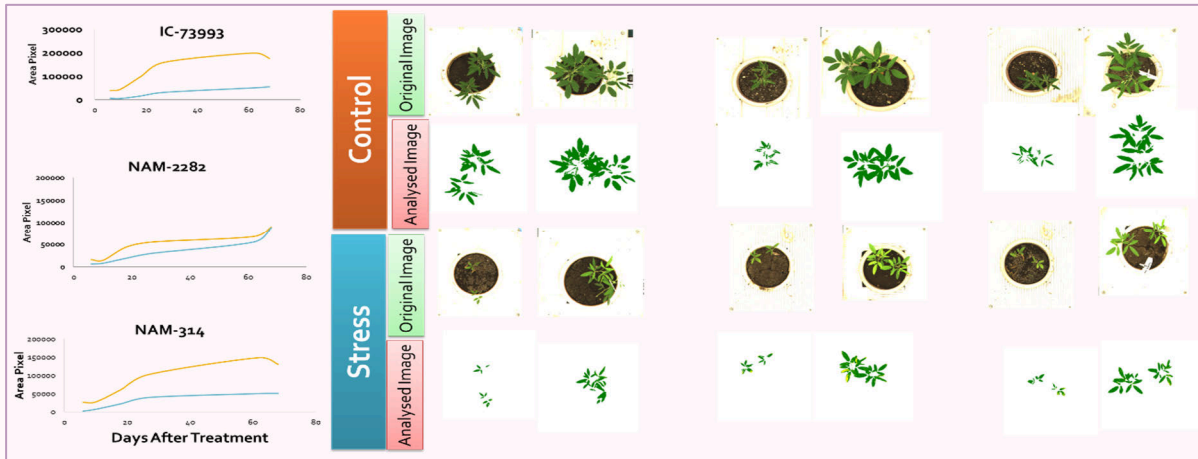 IC-73993
Area Pixel
300000
200000
100000
0
0 20 40 60 80
NAM-2282
Area Pixel
200000
150000
100000
50000
0
0 20 40 60 80
NAM-314
Area Pixel
200000
150000
100000
50000
0
0 20 40 60 80
Days After Treatment
Control
Original Image
Analysed Image
Stress
Original Image
Analysed Image